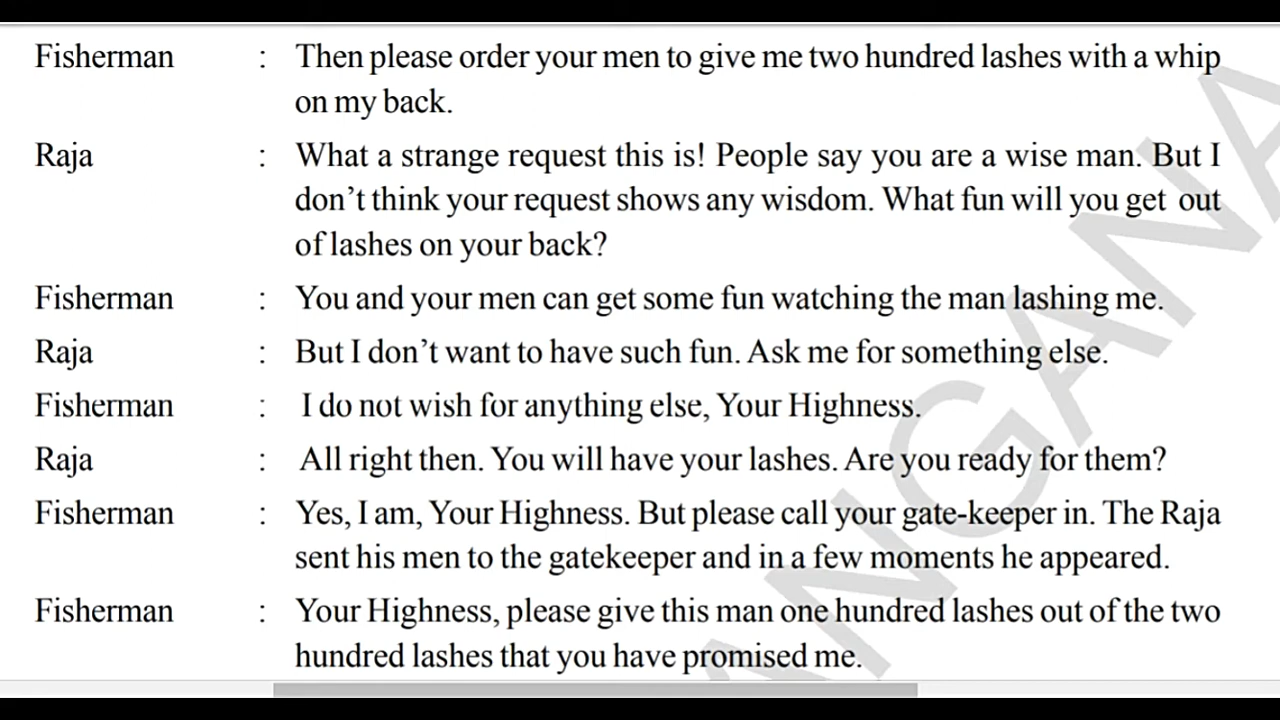 Fisherman : Then please order your men to give me two hundred lashes with a whip
on my back.
Raja : What a strange request this is! People say you are a wise man. But I
don't think your request shows any wisdom. What fun will you get out
of lashes on your back?
Fisherman : You and your men can get some fun watching the man lashing me.
Raja : But I don't want to have such fun. Ask me for something else.
Fisherman : I do not wish for anything else, Your Highness.
Raja : All right then. You will have your lashes. Are you ready for them?
Fisherman : Yes, I am, Your Highness. But please call your gate-keeper in. The Raja
sent his men to the gatekeeper and in a few moments he appeared.
Fisherman : Your Highness, please give this man one hundred lashes out of the two
hundred lashes that you have promised me.
ANGANA